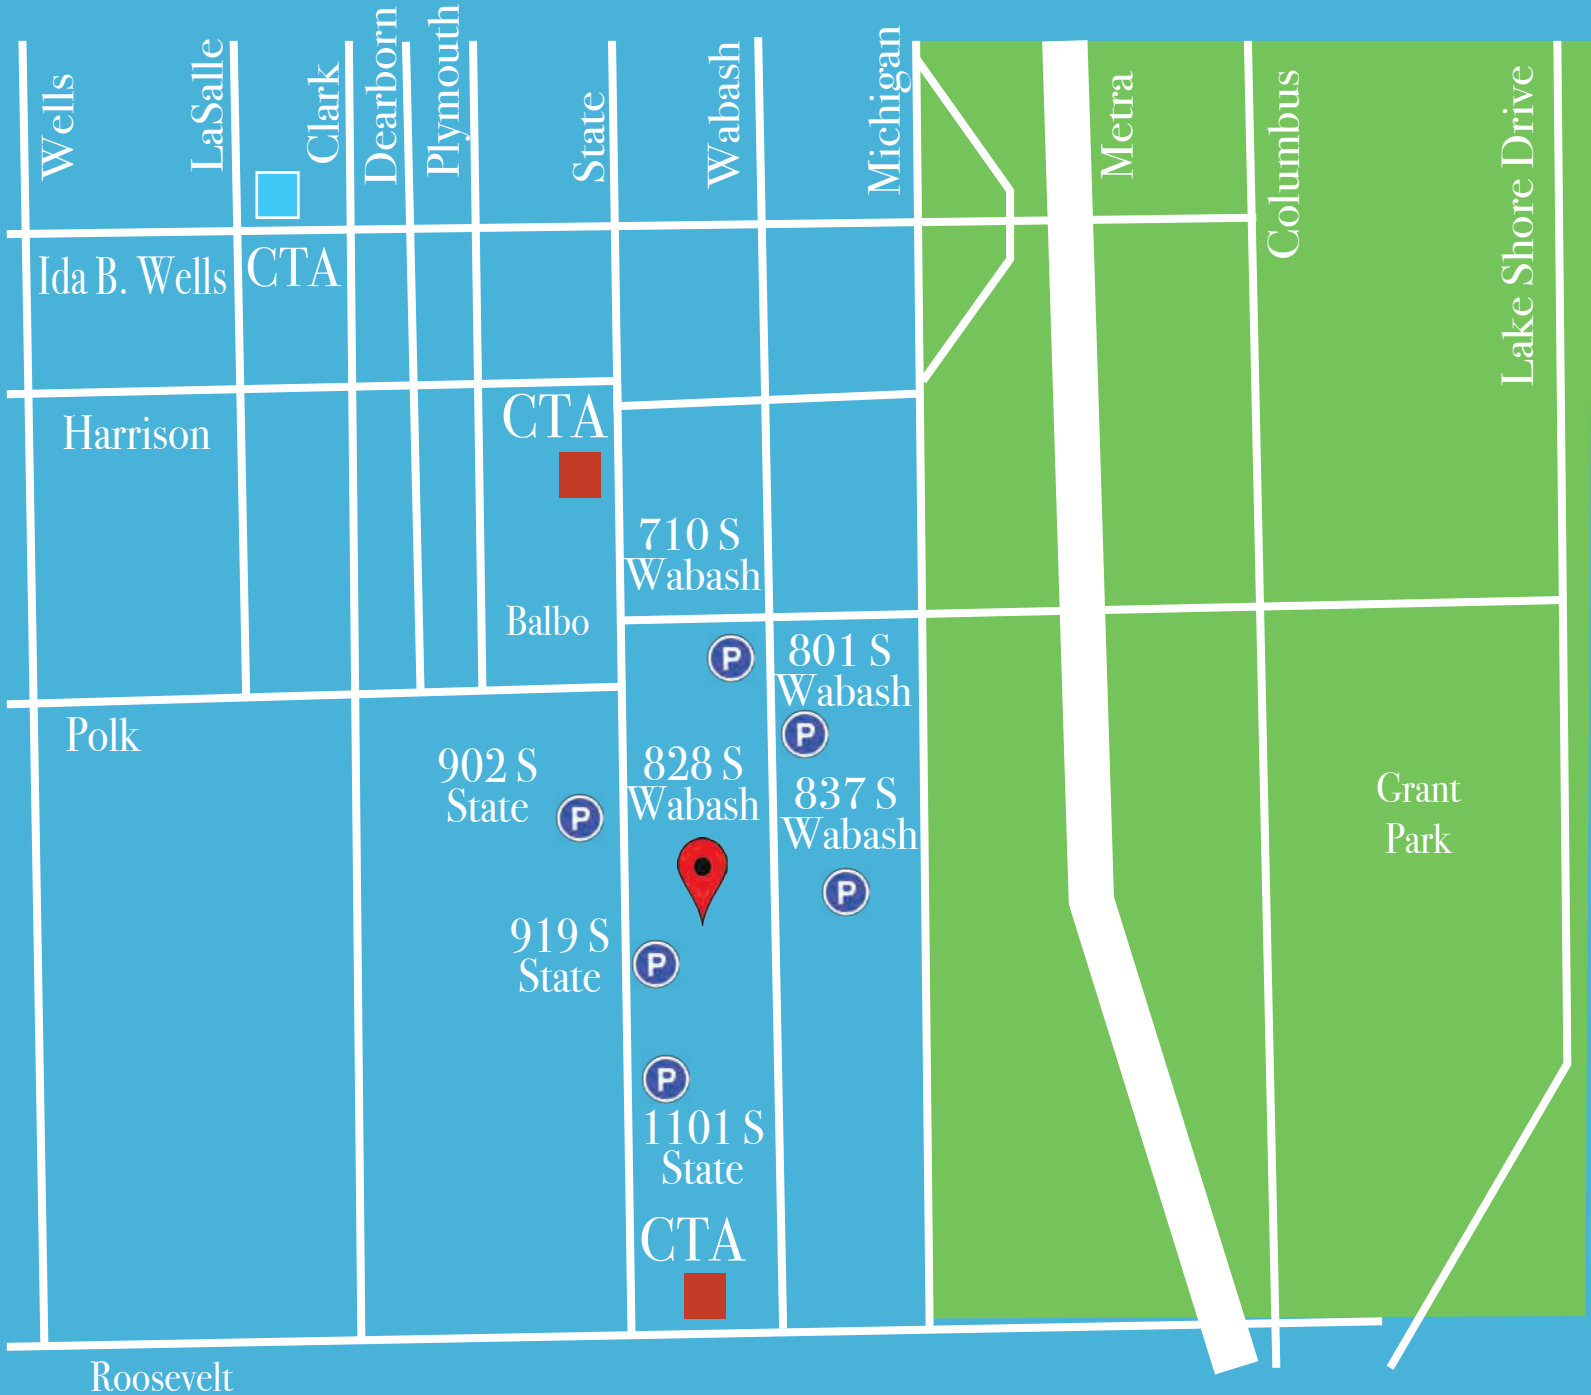 Wells
LaSalle
Clark
Dearborn
Plymouth
State
Wabash
Michigan
Metra
Columbus
Lake Shore Drive
Ida B. Wells
CTA
Harrison
CTA
710 S
Wabash
Balbo
P
801 S
Wabash
P
Polk
902 S
State
P
828 S
Wabash
837 S
Wabash
P
Grant
Park
919 S
State
P
P
1101 S
State
CTA
Roosevelt